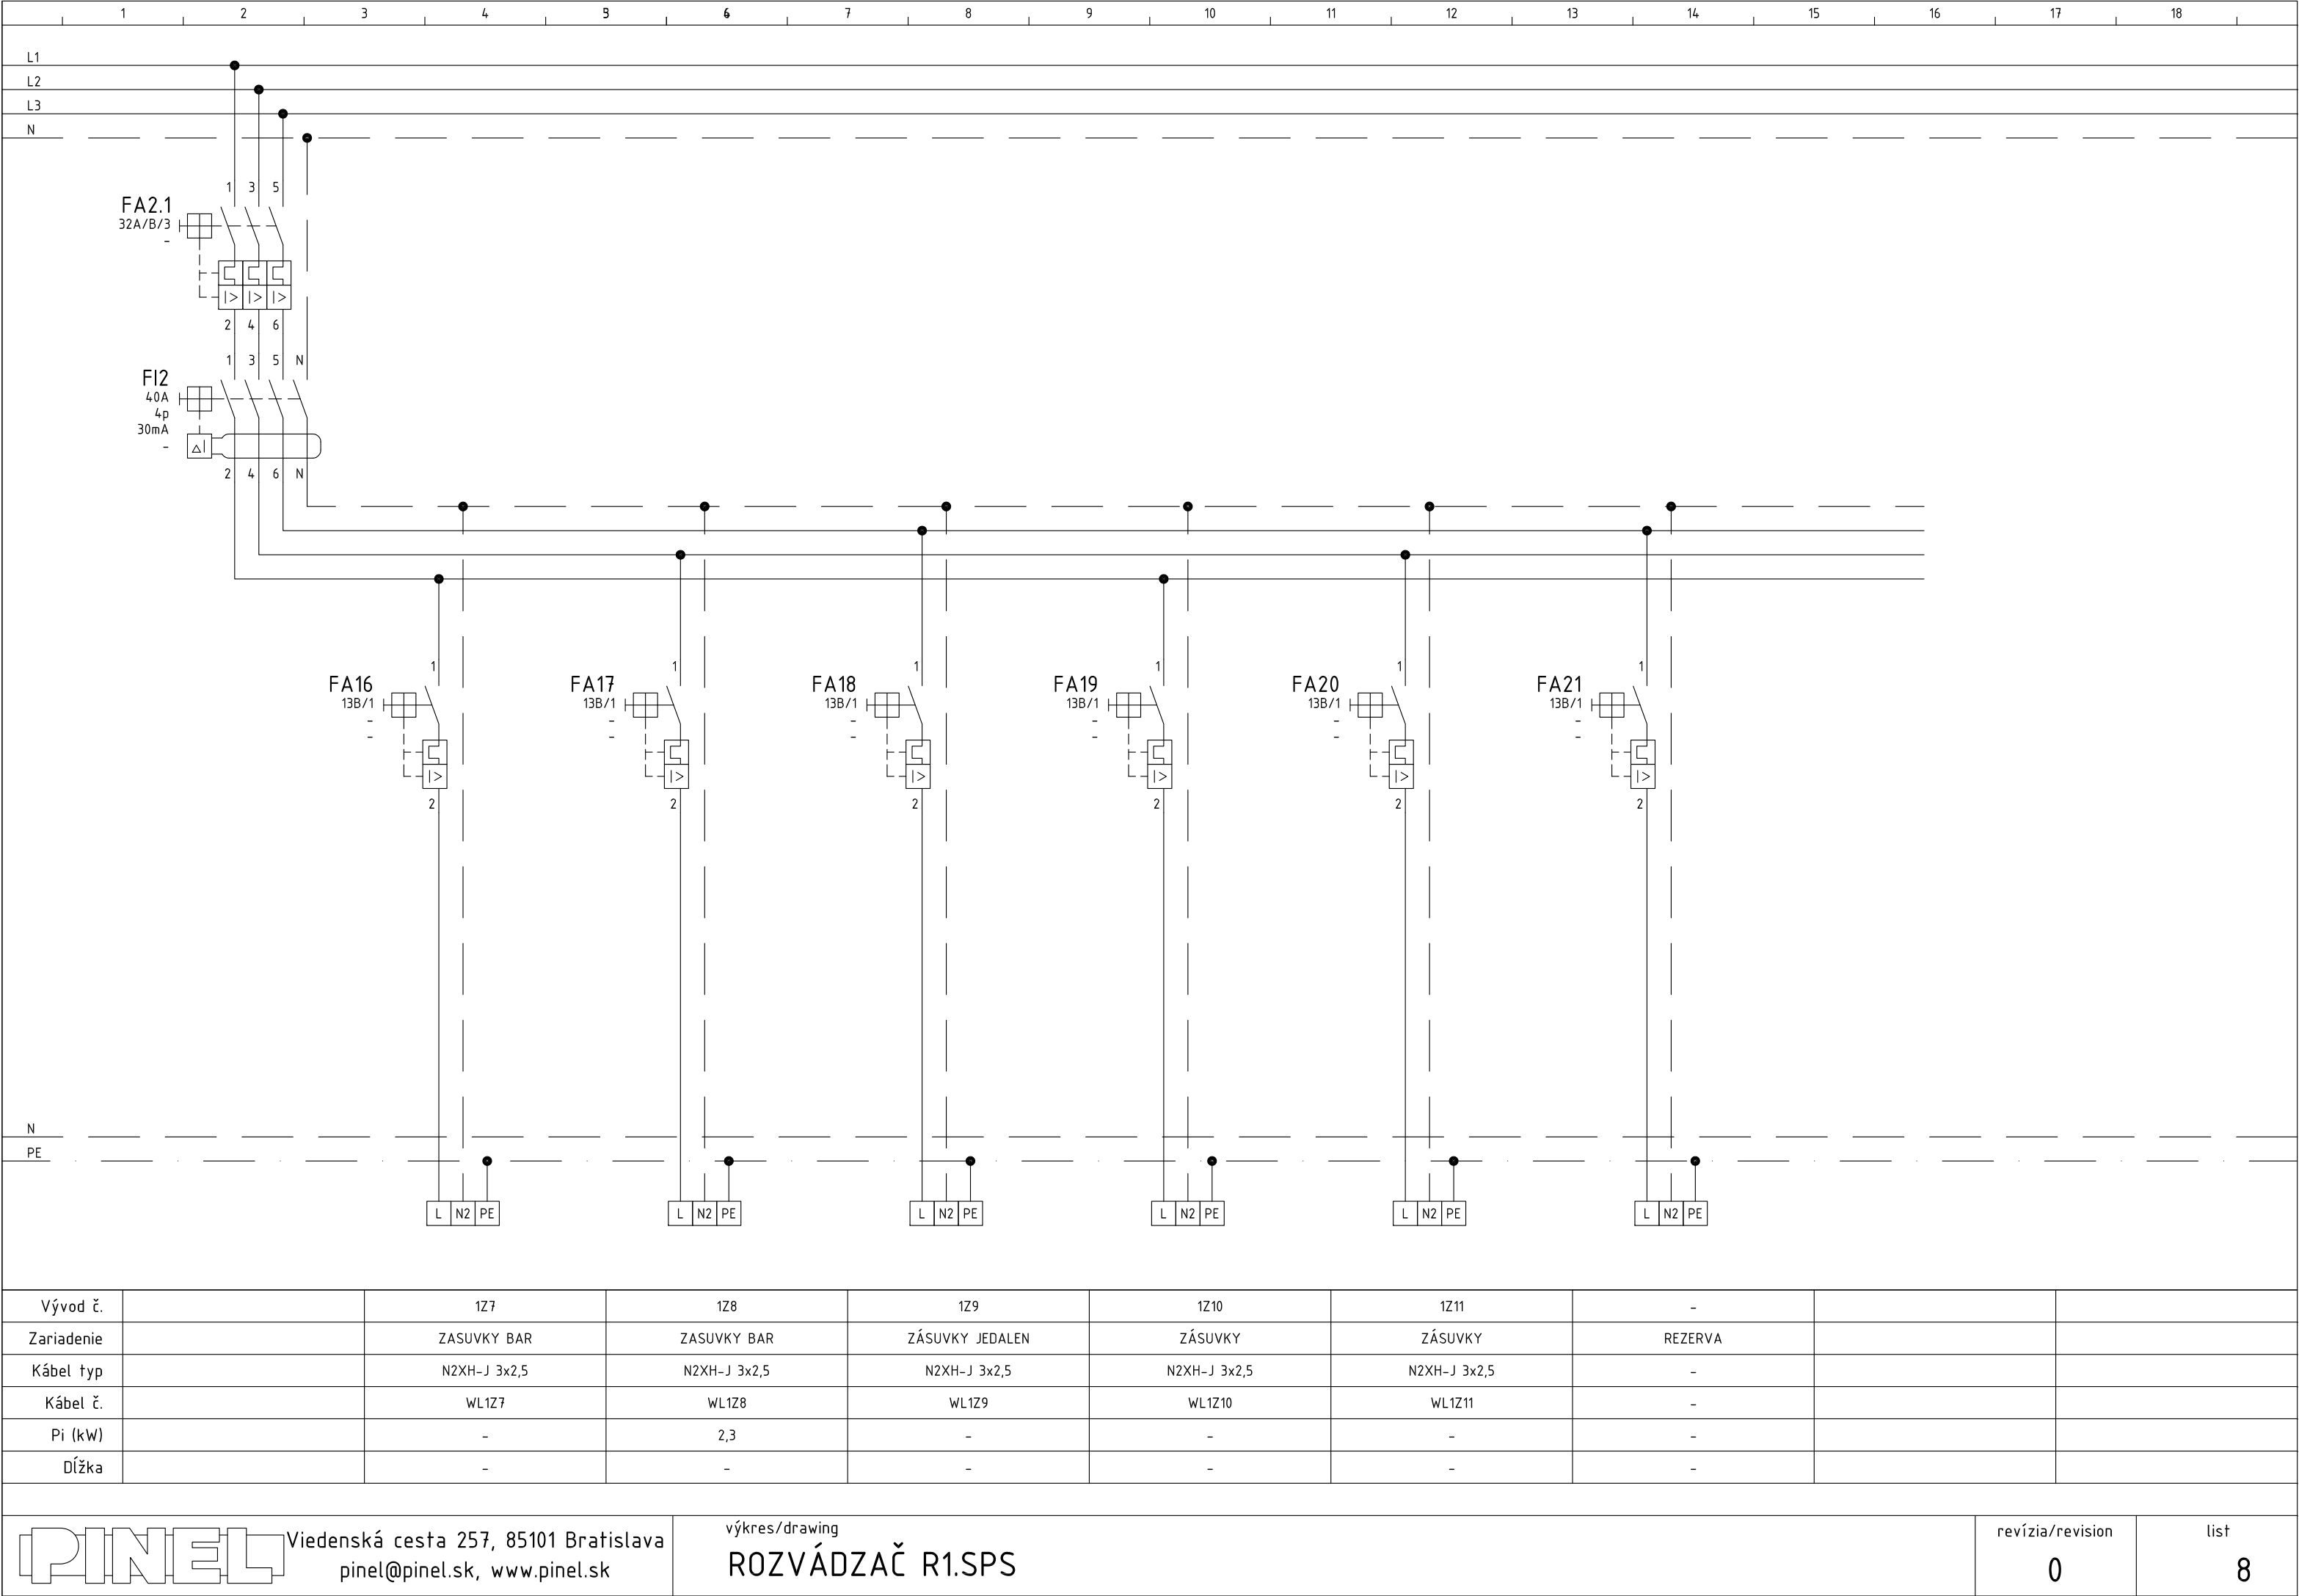 1 2 3 4 5 6 7 8 9 10 11 12 13 14 15 16 17 18
L1
L2
L3
N
1 3 5
FA2.1
32A/B/3
-
I> I> I>
2 4 6
1 3 5 N
FI2
40A
4p
30mA
-
△I
2 4 6 N
1 1 1 1 1 1
FA16 FA17 FA18 FA19 FA20 FA21
13B/1 13B/1 13B/1 13B/1 13B/1 13B/1
- - - - - -
- - - - - -
I> I> I> I> I> I>
2 2 2 2 2 2
N
PE
L N2 PE L N2 PE L N2 PE L N2 PE L N2 PE L N2 PE
Vývod č. 1Z7 1Z8 1Z9 1Z10 1Z11 -
Zariadenie ZASUVKY BAR ZASUVKY BAR ZÁSUVKY JEDALEN ZÁSUVKY ZÁSUVKY REZERVA
Kábel typ N2XH-J 3x2,5 N2XH-J 3x2,5 N2XH-J 3x2,5 N2XH-J 3x2,5 N2XH-J 3x2,5 -
Kábel č. WL1Z7 WL1Z8 WL1Z9 WL1Z10 WL1Z11 -
Pi (kW) - 2,3 - - - -
Dĺžka - - - - - -
PINEL
Viedenská cesta 257, 85101 Bratislava
pinel@pinel.sk, www.pinel.sk
výkres/drawing
ROZVÁDZAČ R1.SPS
revízia/revision
0
list
8